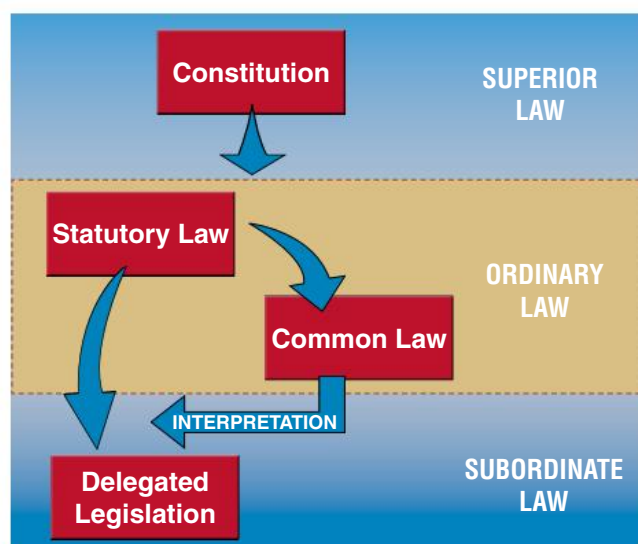 Constitution
SUPERIOR
LAW
Statutory Law
ORDINARY
LAW
Common Law
INTERPRETATION
Delegated
Legislation
SUBORDINATE
LAW